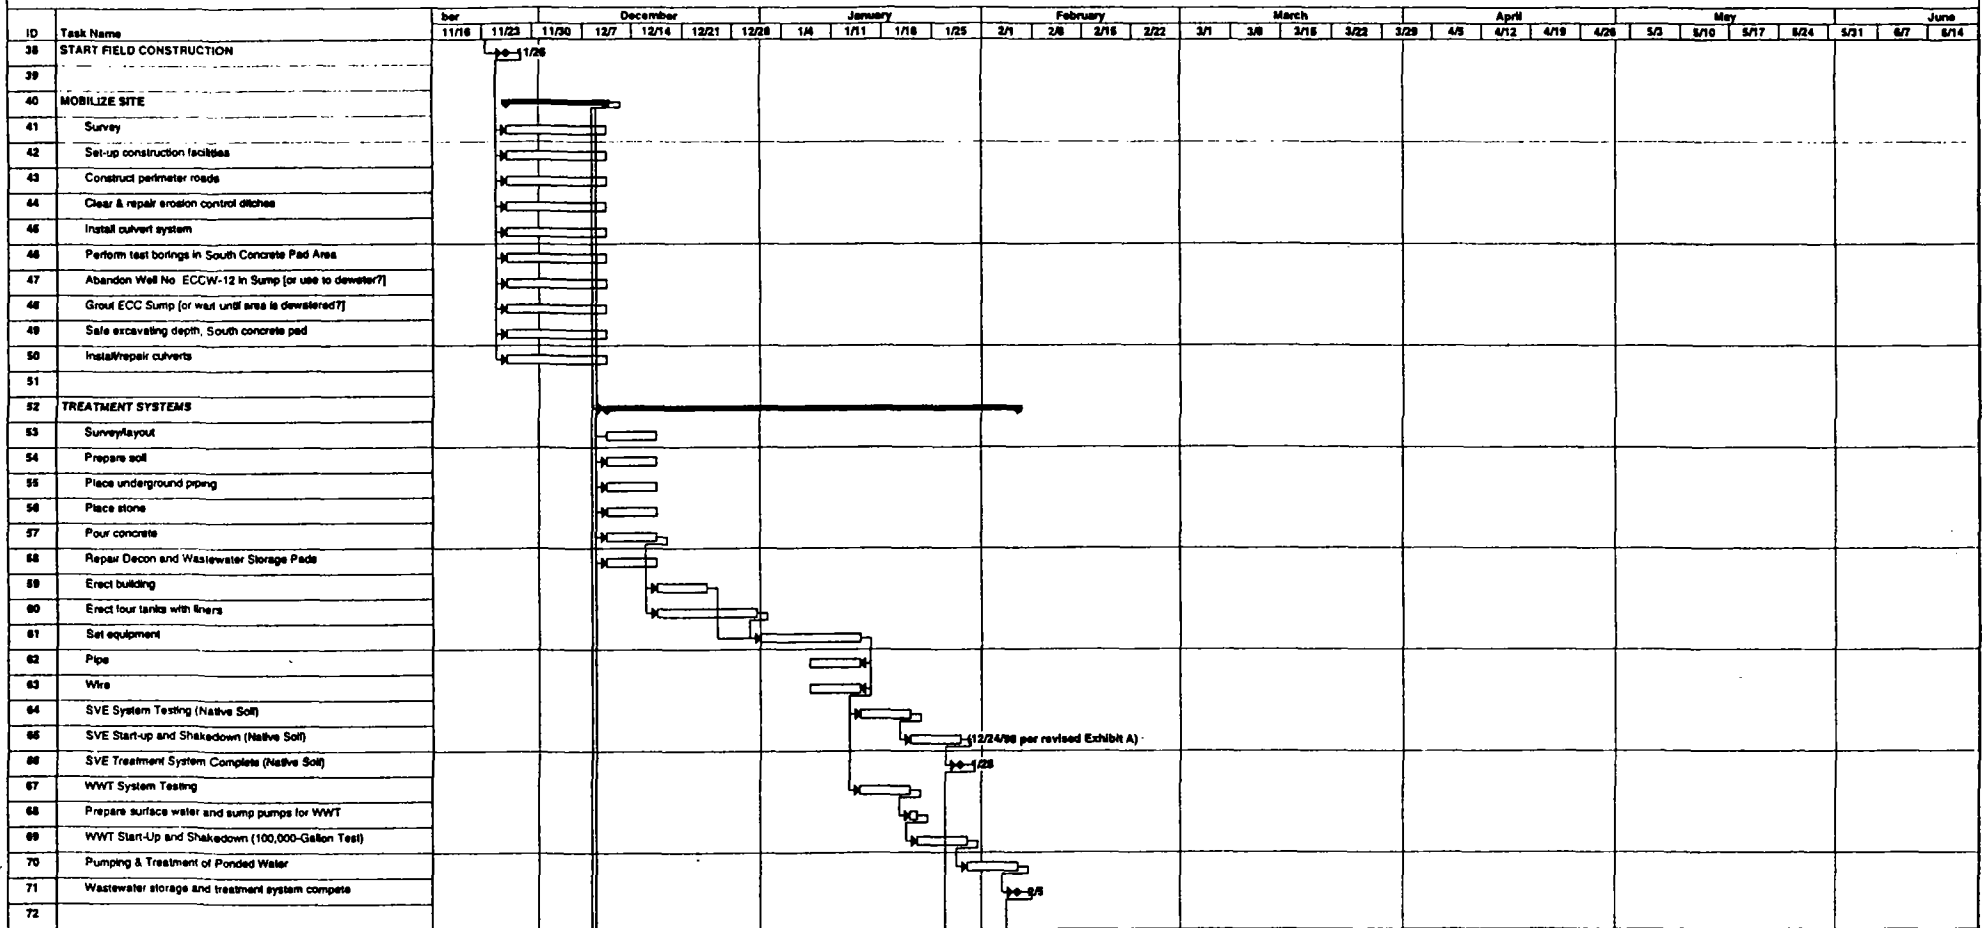 ber December January February March April May June
ID Task Name 11/16 11/23 11/30 12/7 12/14 12/21 12/28 1/4 1/11 1/18 1/25 2/1 2/8 2/15 2/22 3/1 3/8 3/15 3/22 3/29 4/5 4/12 4/19 4/26 5/3 5/10 5/17 5/24 5/31 6/7 6/14
38 START FIELD CONSTRUCTION 11/26
39
40 MOBILIZE SITE
41 Survey
42 Set-up construction facilities
43 Construct perimeter roads
44 Clear & repair erosion control ditches
45 Install culvert system
46 Perform test borings in South Concrete Pad Area
47 Abandon Well No ECCW-12 in Sump [or use to dewater?]
48 Grout ECC Sump [or wait until area is dewatered?]
49 Safe excavating depth, South concrete pad
50 Install/repair culverts
51
52 TREATMENT SYSTEMS
53 Survey/layout
54 Prepare soil
55 Place underground piping
56 Place stone
57 Pour concrete
58 Repair Decon and Wastewater Storage Pads
59 Erect building
60 Erect four tanks with liners
61 Set equipment
62 Pipe
63 Wire
64 SVE System Testing (Native Soil)
65 SVE Start-up and Shakedown (Native Soil) (12/24/98 per revised Exhibit A)
66 SVE Treatment System Complete (Native Soil) 1/28
67 WWT System Testing
68 Prepare surface water and sump pumps for WWT
69 WWT Start-Up and Shakedown (100,000-Gallon Test)
70 Pumping & Treatment of Ponded Water
71 Wastewater storage and treatment system compete 2/5
72